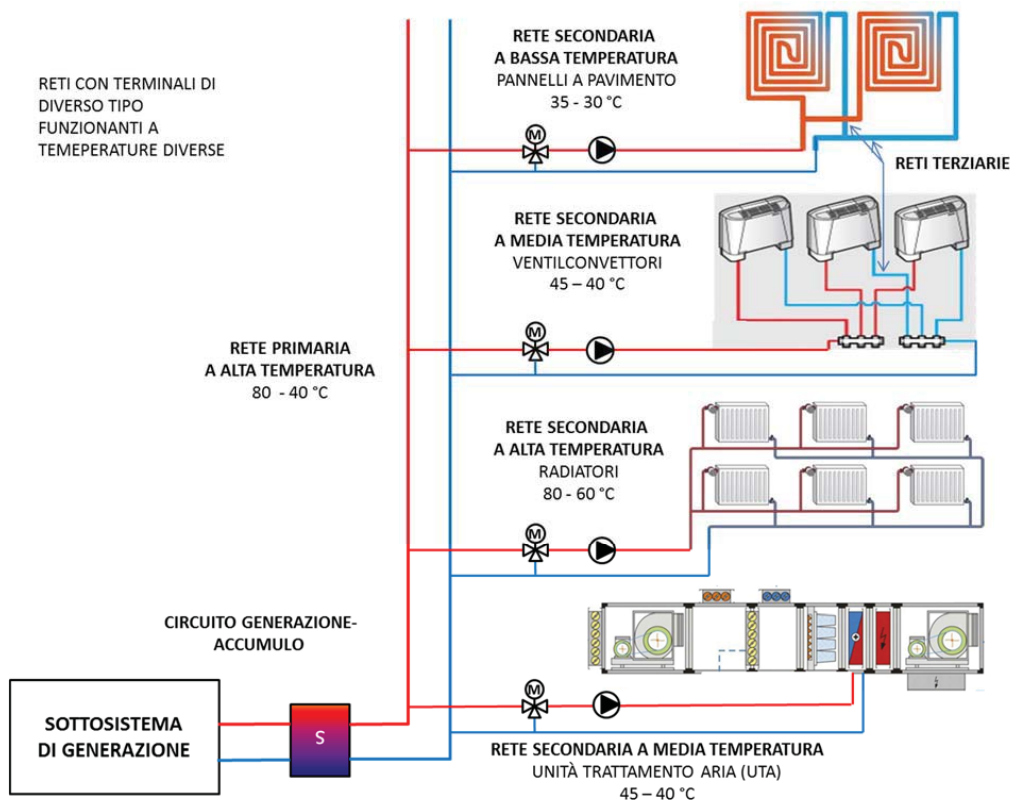 RETE SECONDARIA
A BASSA TEMPERATURA
PANNELLI A PAVIMENTO
35 - 30 °C
RETI CON TERMINALI DI
DIVERSO TIPO
FUNZIONANTI A
TEMEPERATURE DIVERSE
M
RETI TERZIARIE
RETE SECONDARIA
A MEDIA TEMPERATURA
VENTILCONVETTORI
45 – 40 °C
M
RETE PRIMARIA
A ALTA TEMPERATURA
80 - 40 °C
RETE SECONDARIA
A ALTA TEMPERATURA
RADIATORI
80 - 60 °C
M
CIRCUITO GENERAZIONE-
ACCUMULO
M
SOTTOSISTEMA
DI GENERAZIONE
S
RETE SECONDARIA A MEDIA TEMPERATURA
UNITÀ TRATTAMENTO ARIA (UTA)
45 – 40 °C